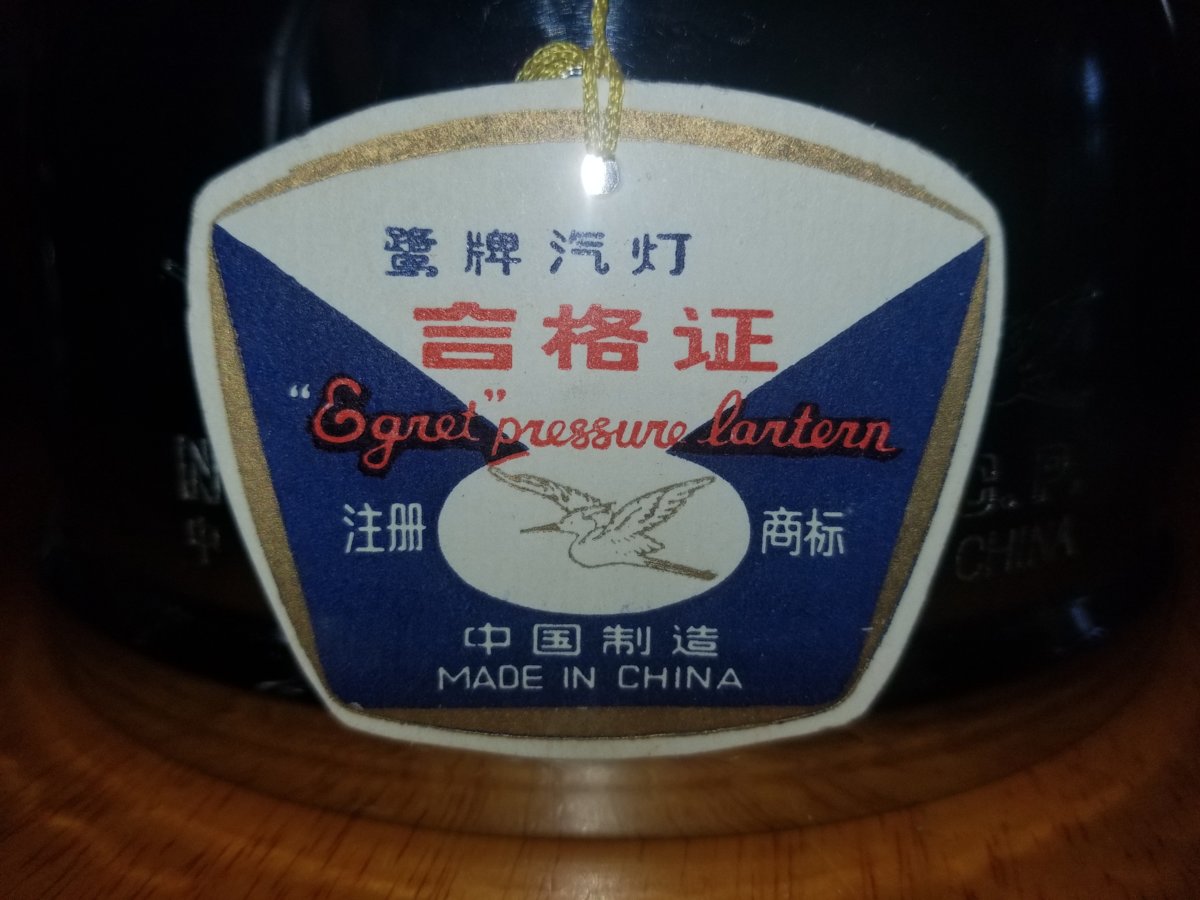 鹭牌汽灯
合格证
"Egret" pressure lantern
注册 商标
中国制造
MADE IN CHINA
CHINA